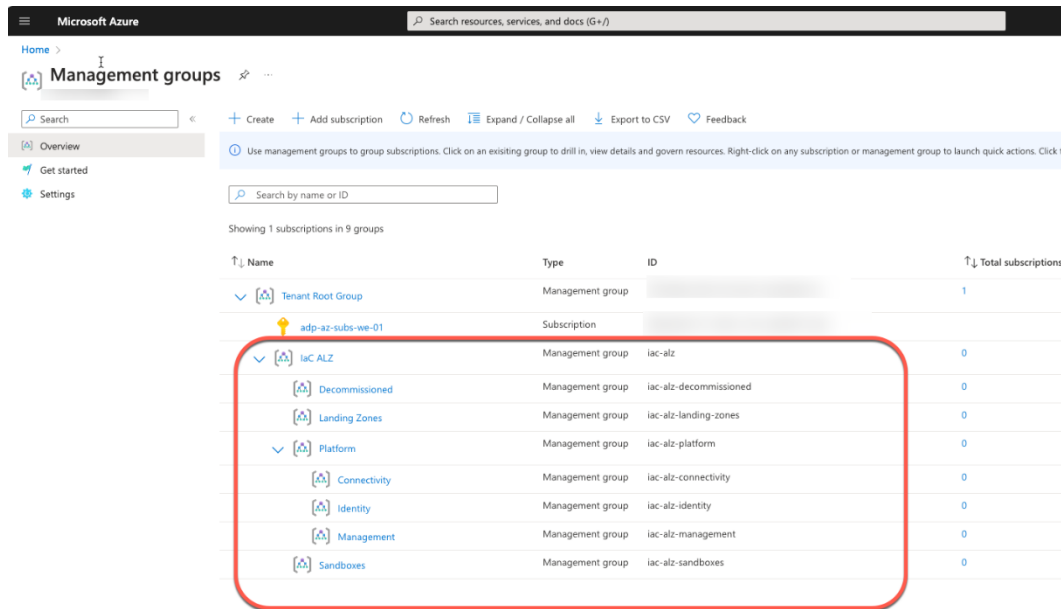 Microsoft Azure
Search resources, services, and docs (G+/)
Home >
Management groups
Search
Create Add subscription Refresh Expand / Collapse all Export to CSV Feedback
Overview
Use management groups to group subscriptions. Click on an exisiting group to drill in, view details and govern resources. Right-click on any subscription or management group to launch quick actions. Click
Get started
Settings
Search by name or ID
Showing 1 subscriptions in 9 groups
Name Type ID Total subscriptions
Tenant Root Group Management group 1
adp-az-subs-we-01 Subscription
IaC ALZ Management group iac-alz 0
Decommissioned Management group iac-alz-decommissioned 0
Landing Zones Management group iac-alz-landing-zones 0
Platform Management group iac-alz-platform 0
Connectivity Management group iac-alz-connectivity 0
Identity Management group iac-alz-identity 0
Management Management group iac-alz-management 0
Sandboxes Management group iac-alz-sandboxes 0